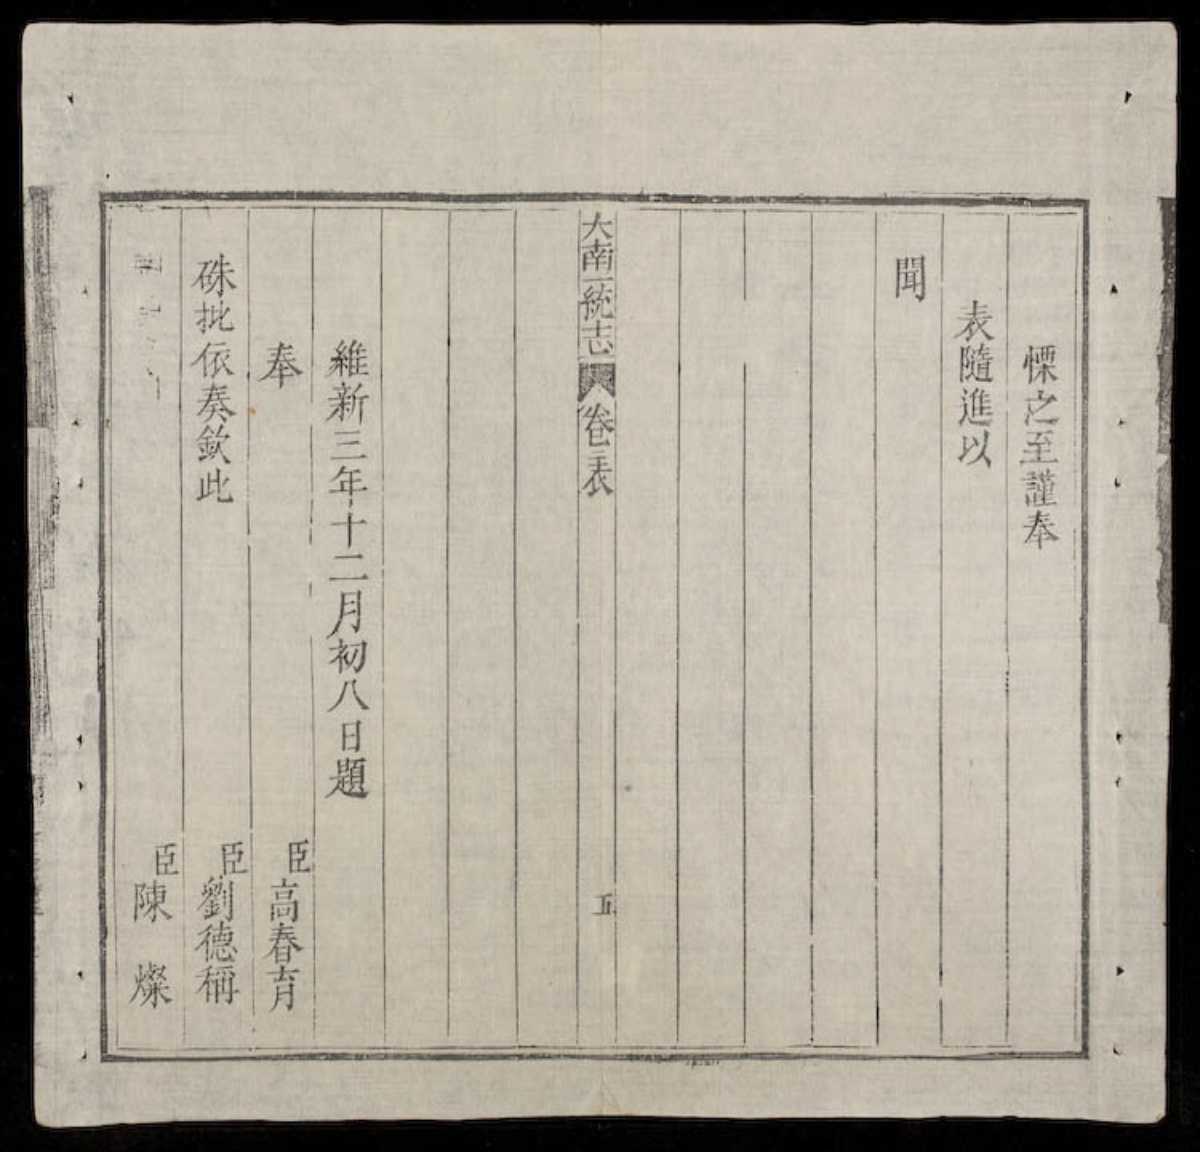 慄之至謹奉
表隨進以
聞
大南一統志 卷之表 五
維新三年十二月初八日題
奉 臣高春育
硃批依奏欽此 臣劉德稱
臣陳 燦